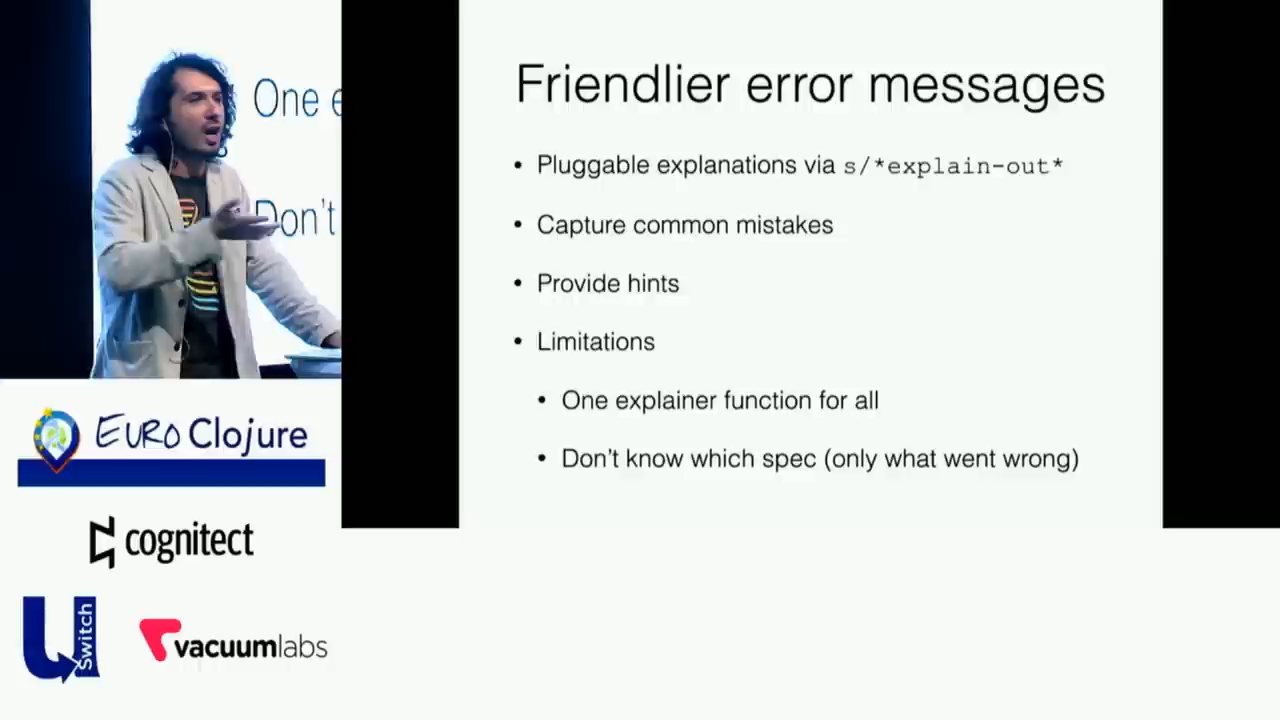 One e
Don't
Friendlier error messages
• Pluggable explanations via s/*explain-out*
• Capture common mistakes
• Provide hints
• Limitations
• One explainer function for all
• Don't know which spec (only what went wrong)
EURO Clojure
cognitect
U Switch
vacuumlabs